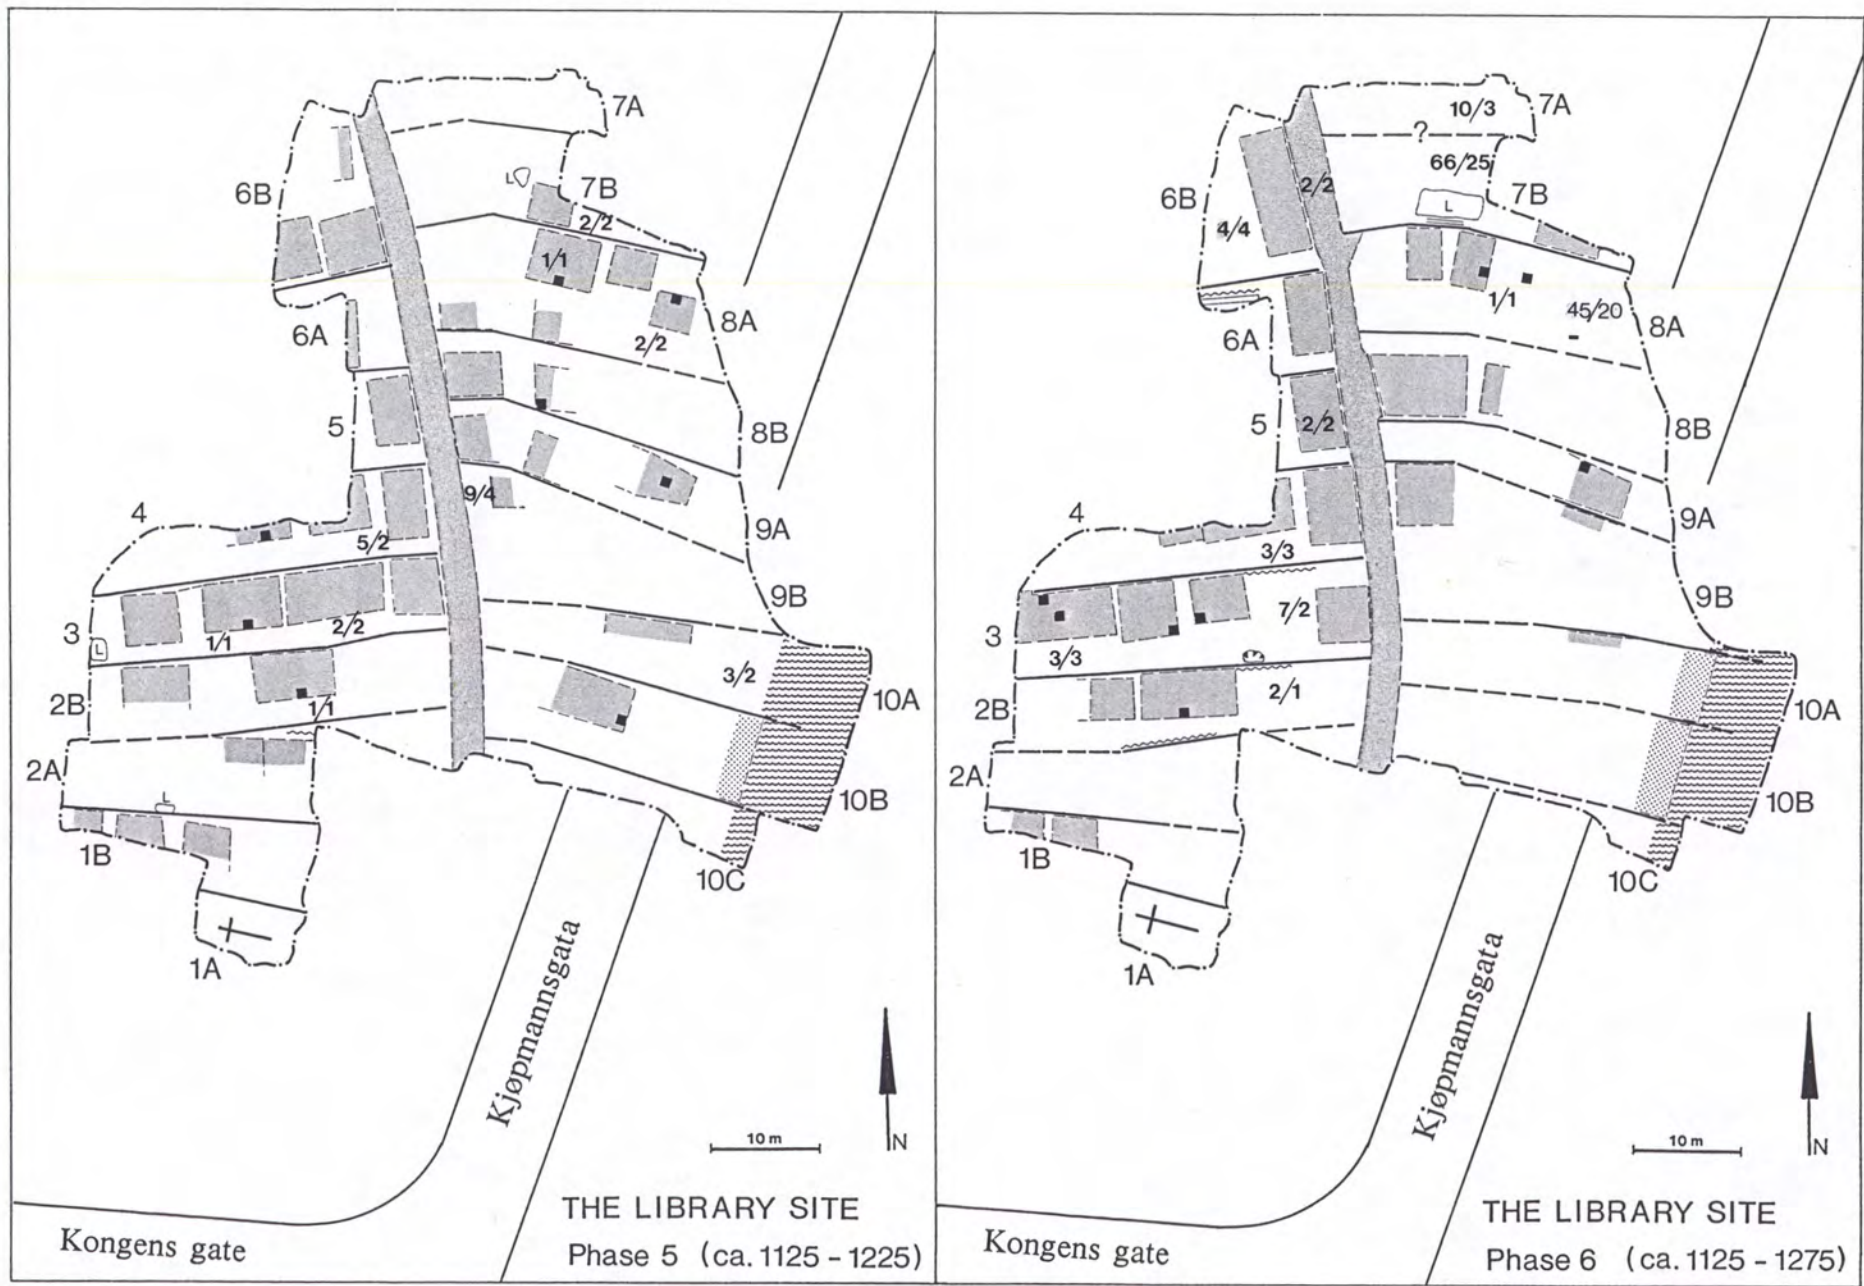 7A
L
7B
6B
2/2
1/1
6A
8A
2/2
5
8B
9/4
4
9A
5/2
9B
3
1/1
2/2
L
3/2
2B
1/1
10A
2A
L
10B
1B
10C
1A
Kjøpmannsgata
N
10 m
THE LIBRARY SITE
Phase 5 (ca. 1125 - 1225)
Kongens gate
10/3
7A
?
66/25
6B
2/2
L
7B
4/4
1/1
45/20
6A
8A
5
2/2
8B
4
9A
3/3
9B
3
7/2
3/3
2B
2/1
10A
2A
10B
1B
10C
1A
Kjøpmannsgata
N
10 m
THE LIBRARY SITE
Phase 6 (ca. 1125 - 1275)
Kongens gate